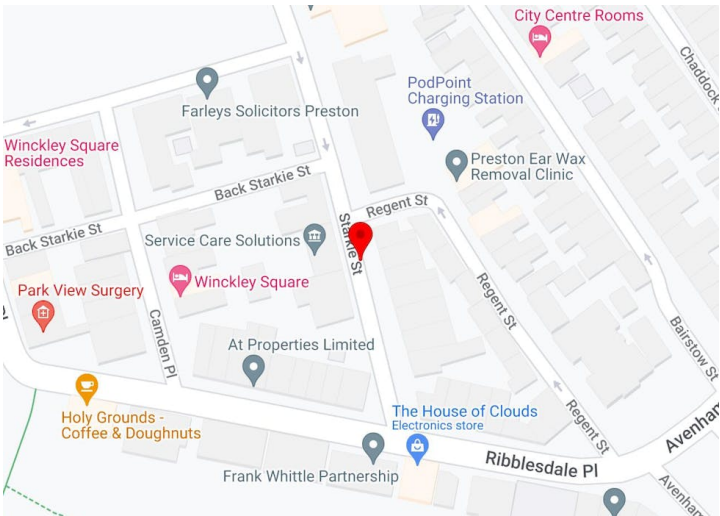 City Centre Rooms
Chaddock
PodPoint
Charging Station
Farleys Solicitors Preston
Winckley Square
Residences
Preston Ear Wax
Removal Clinic
Back Starkie St
Regent St
Back Starkie St
Service Care Solutions
Starkie St
Winckley Square
Park View Surgery
Camden Pl
Regent St
Bairstow St
At Properties Limited
Holy Grounds -
Coffee & Doughnuts
The House of Clouds
Electronics store
Regent St
Avenham
Ribblesdale Pl
Frank Whittle Partnership
Avenham